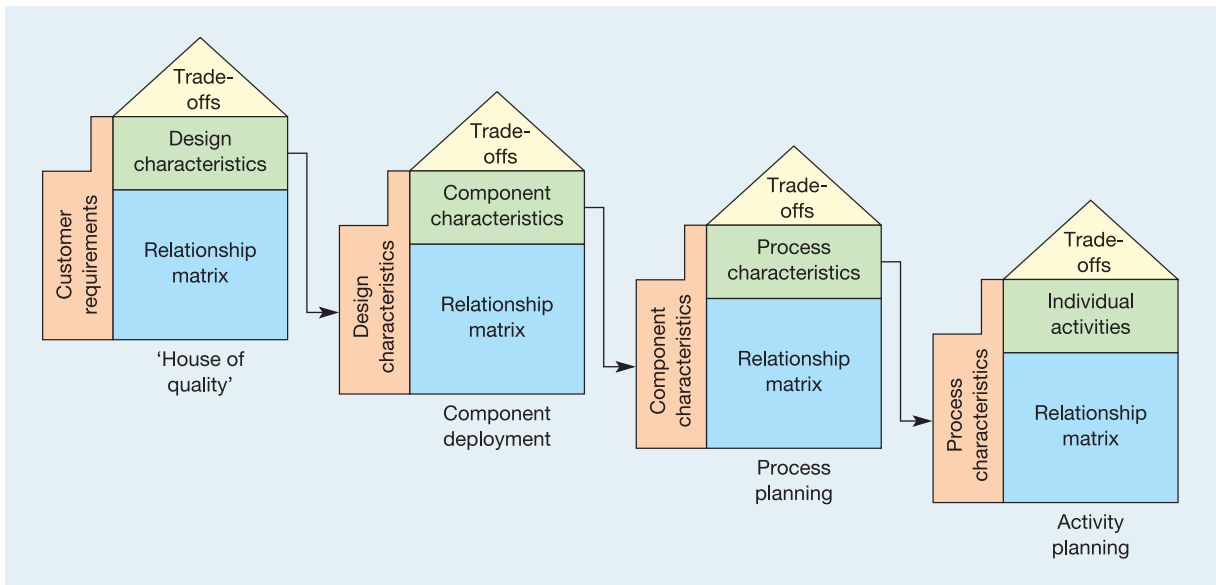 Trade-
offs
Design
characteristics
Customer
requirements
Relationship
matrix
‘House of
quality’
Trade-
offs
Component
characteristics
Design
characteristics
Relationship
matrix
Component
deployment
Trade-
offs
Process
characteristics
Component
characteristics
Relationship
matrix
Process
planning
Trade-
offs
Individual
activities
Process
characteristics
Relationship
matrix
Activity
planning